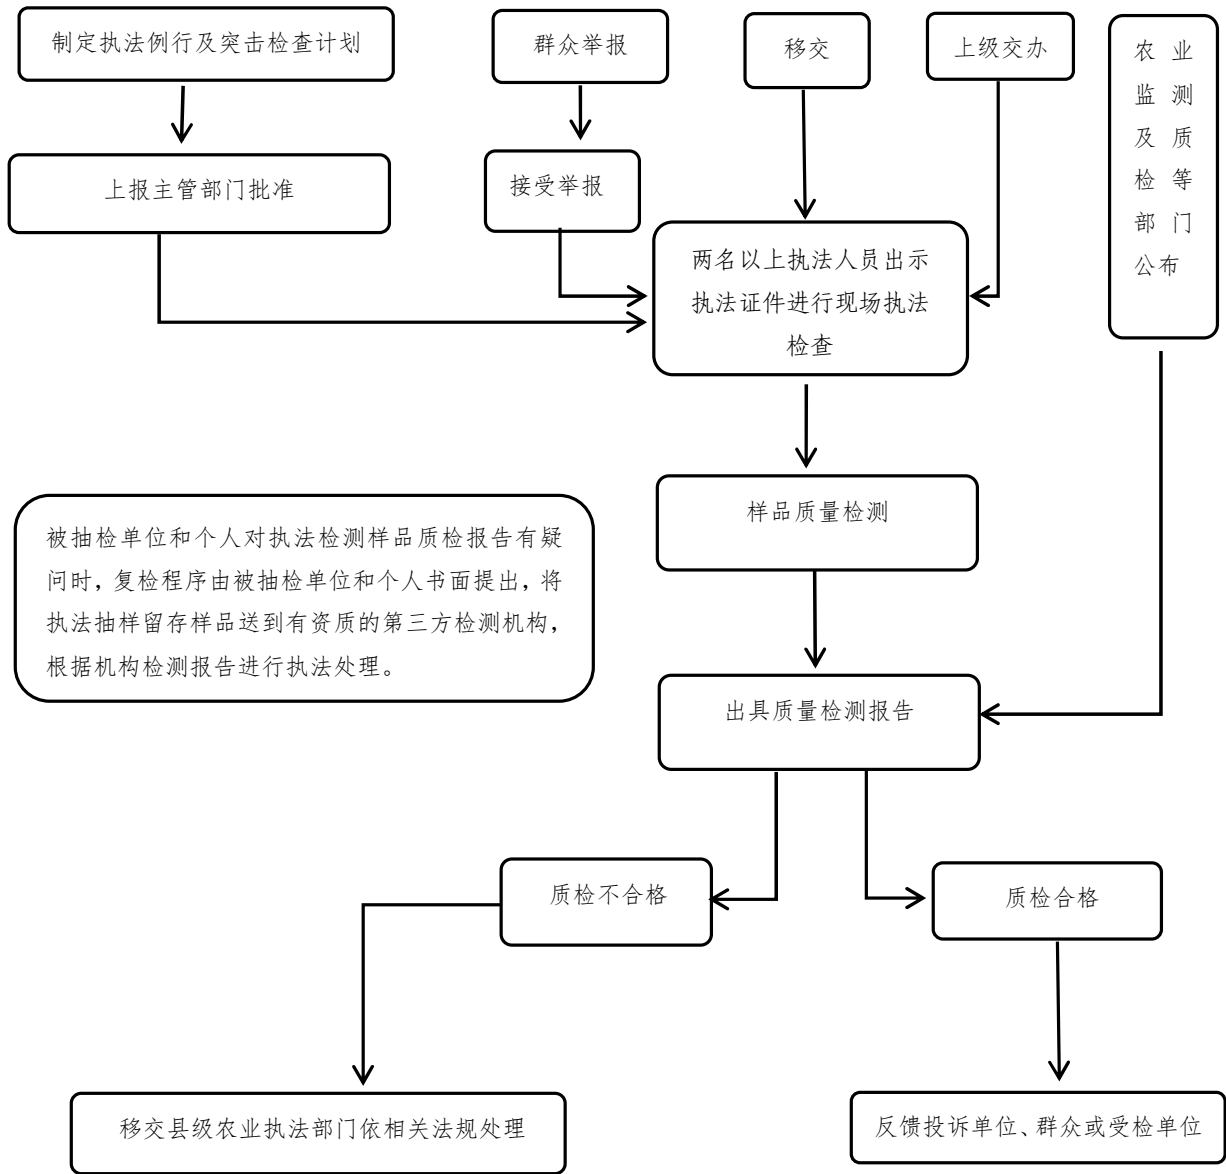 制定执法例行及突击检查计划
群众举报
移交
上级交办
农业
监测
及质
检等
部门
公布
上报主管部门批准
接受举报
两名以上执法人员出示
执法证件进行现场执法
检查
样品质量检测
被抽检单位和个人对执法检测样品质检报告有疑
问时，复检程序由被抽检单位和个人书面提出，将
执法抽样留存样品送到有资质的第三方检测机构，
根据机构检测报告进行执法处理。
出具质量检测报告
质检不合格
质检合格
移交县级农业执法部门依相关法规处理
反馈投诉单位、群众或受检单位